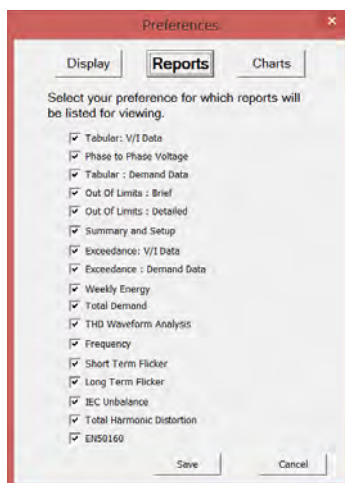 Preferences
×
Display Reports Charts
Select your preference for which reports will
be listed for viewing.
Tabular: V/I Data
Phase to Phase Voltage
Tabular : Demand Data
Out Of Limits : Brief
Out Of Limits : Detailed
Summary and Setup
Exceedance: V/I Data
Exceedance : Demand Data
Weekly Energy
Total Demand
THD Waveform Analysis
Frequency
Short Term Flicker
Long Term Flicker
IEC Unbalance
Total Harmonic Distortion
EN50160
Save Cancel